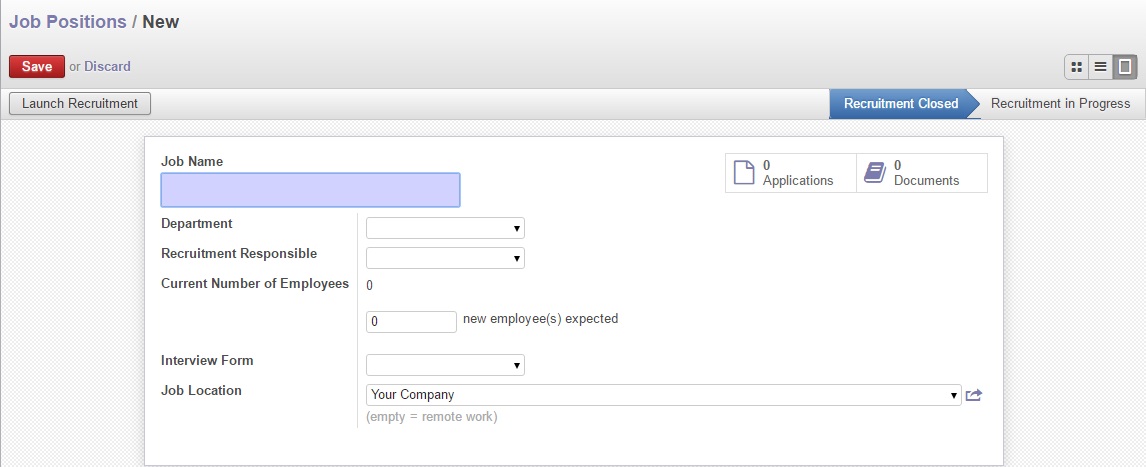 Job Positions / New
Save or Discard
Launch Recruitment
Recruitment Closed
Recruitment in Progress
Job Name
0
Applications
0
Documents
Department
Recruitment Responsible
Current Number of Employees 0
0 new employee(s) expected
Interview Form
Job Location Your Company
(empty = remote work)